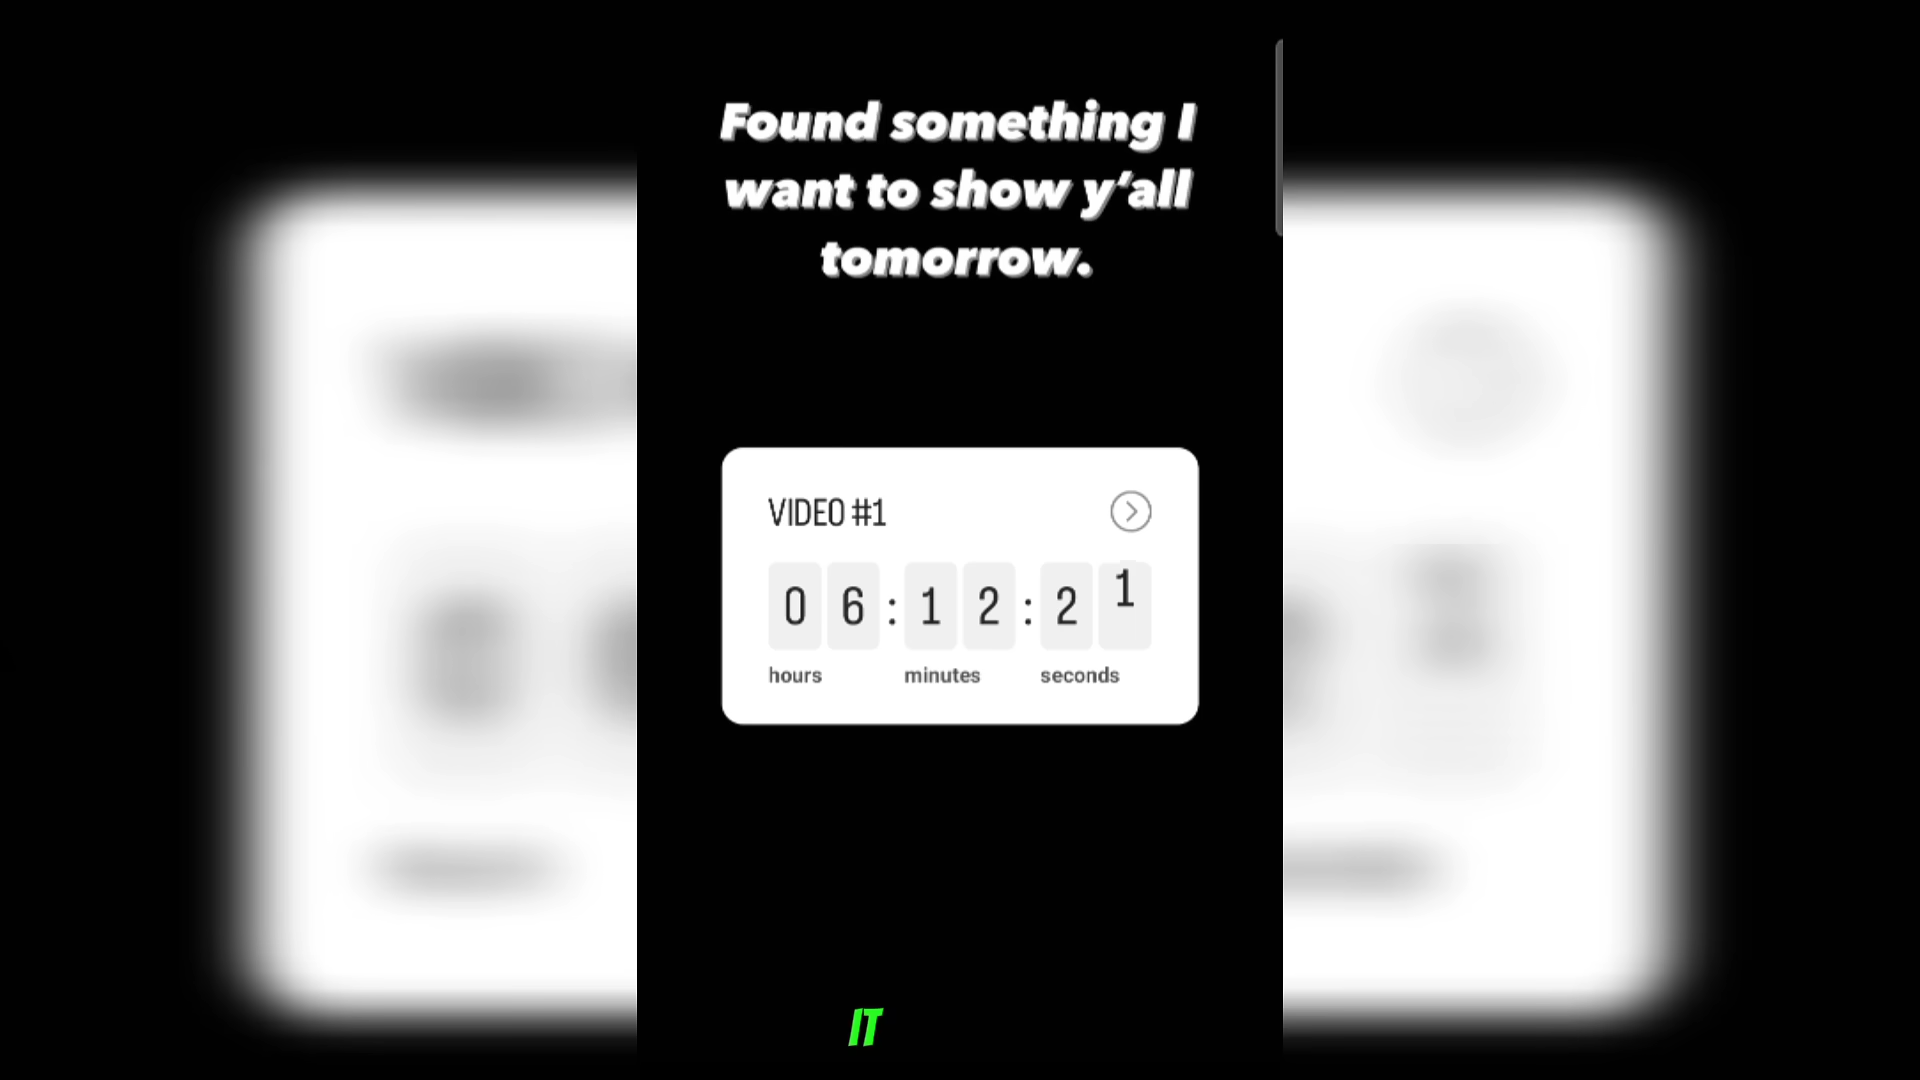 Found something I
want to show y’all
tomorrow.
VIDEO #1
06:12:21
hours minutes seconds
IT